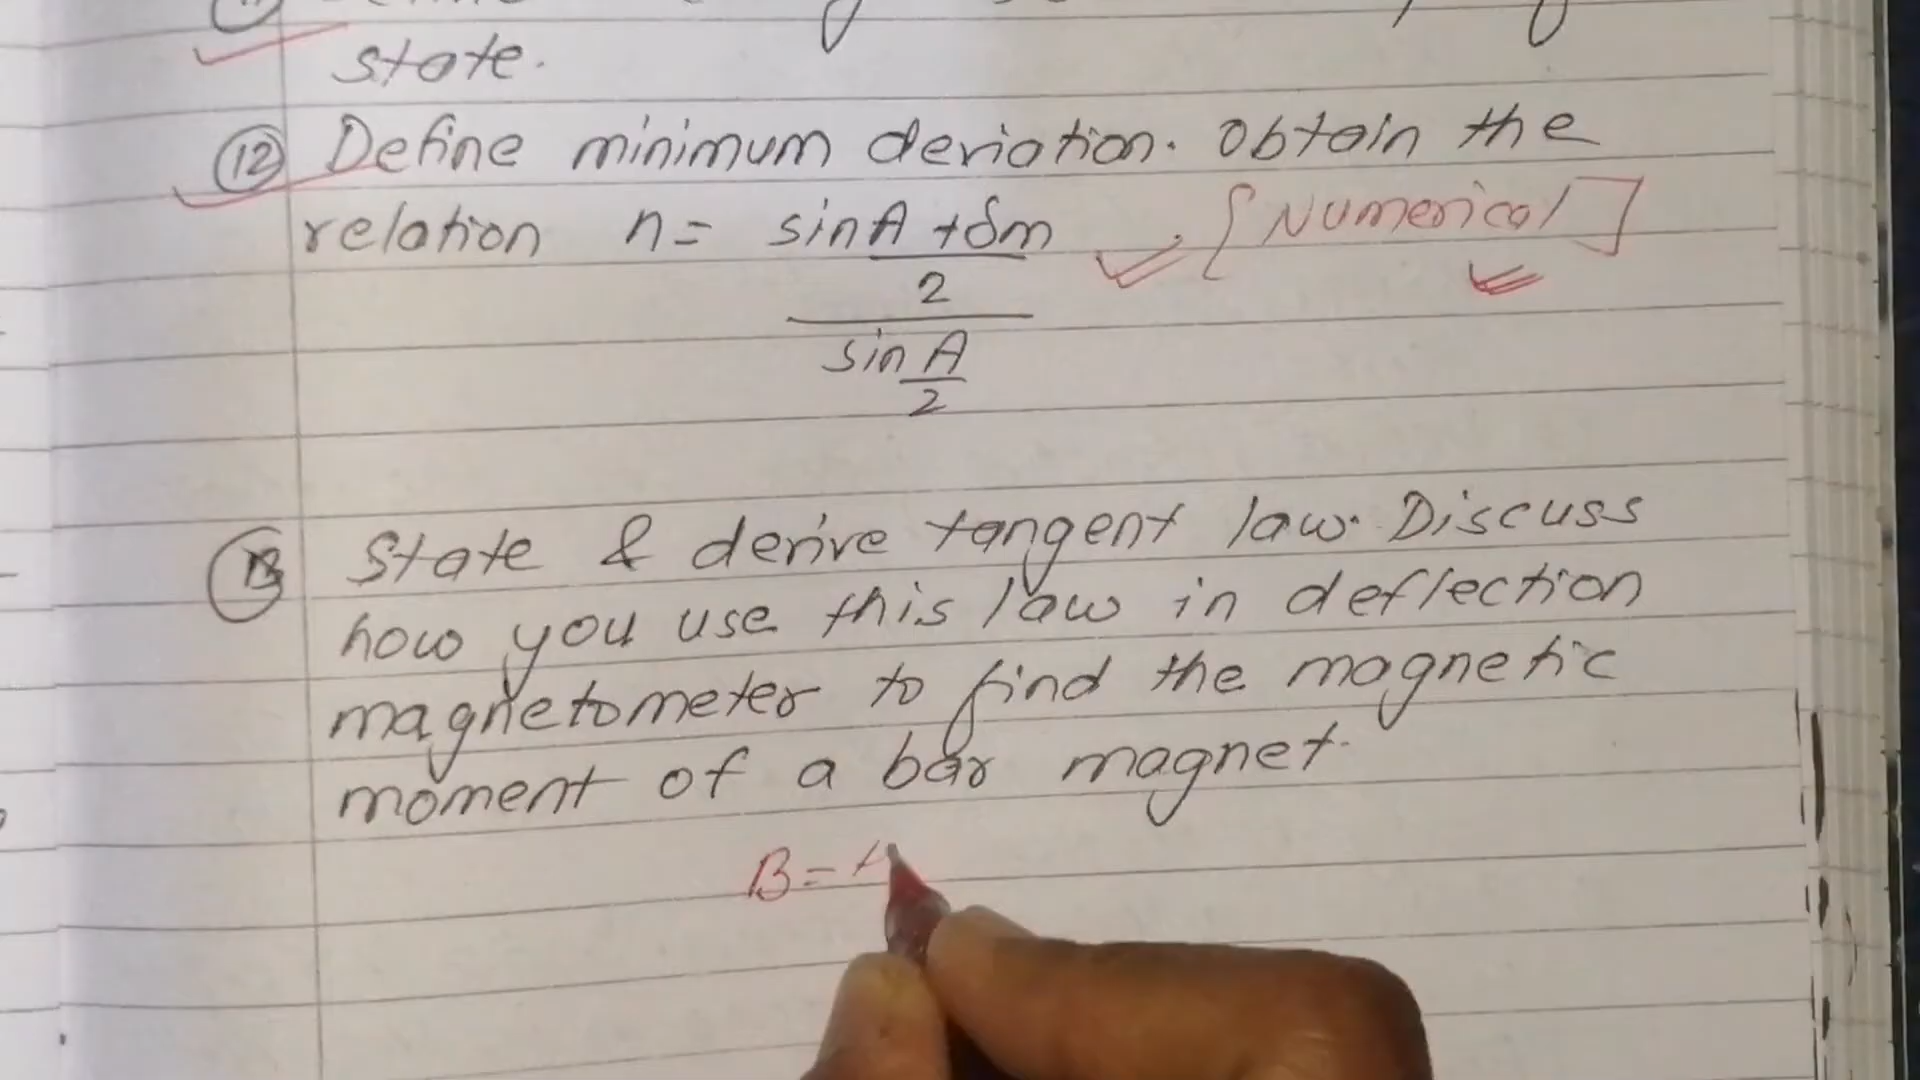 state.
12 Define minimum deviation. Obtain the
relation n= sin A + δm . [Numerical]
2
sin A
2
13 State & derive tangent law. Discuss
how you use this law in deflection
magnetometer to find the magnetic
moment of a bar magnet.
B =